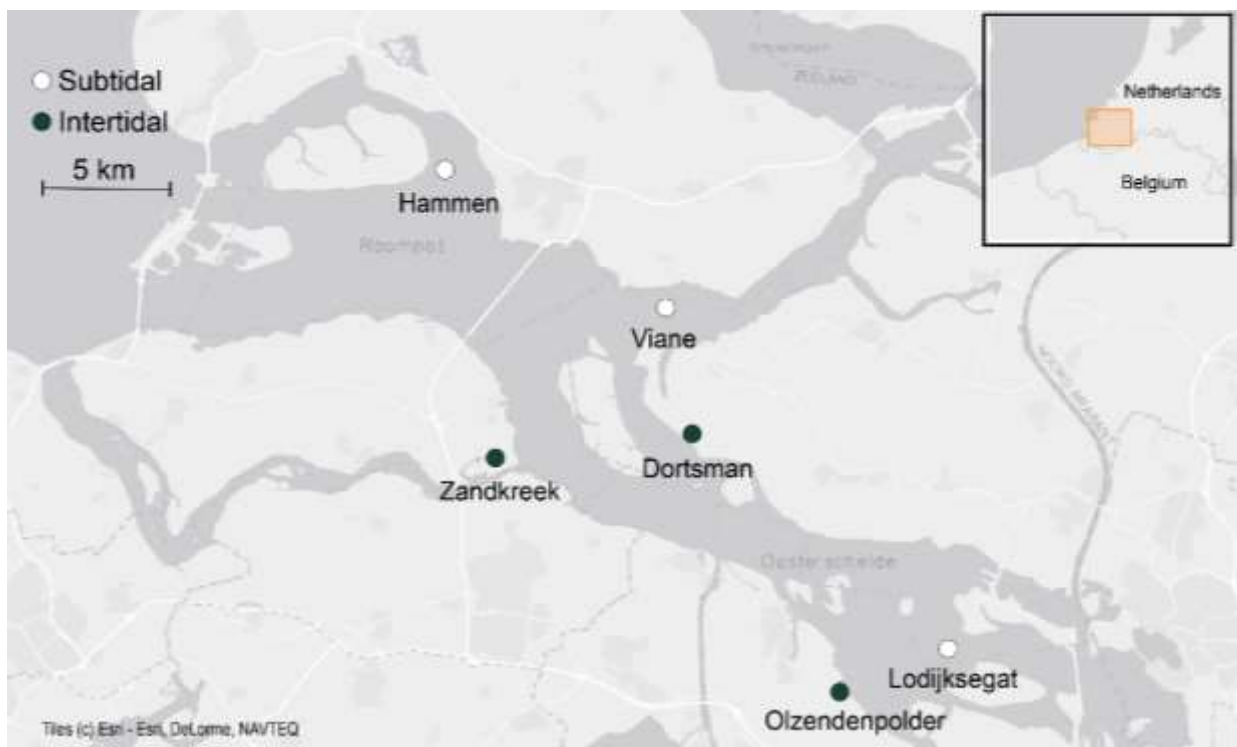 Subtidal
Intertidal
5 km
ZEELAND
Netherlands
Belgium
Hammen
Roompot
Viane
Dortsman
Zandkreek
Oosterschelde
Lodijksegat
Olzendenpolder
Tiles (c) Esri - Esri, DeLorme, NAVTEQ